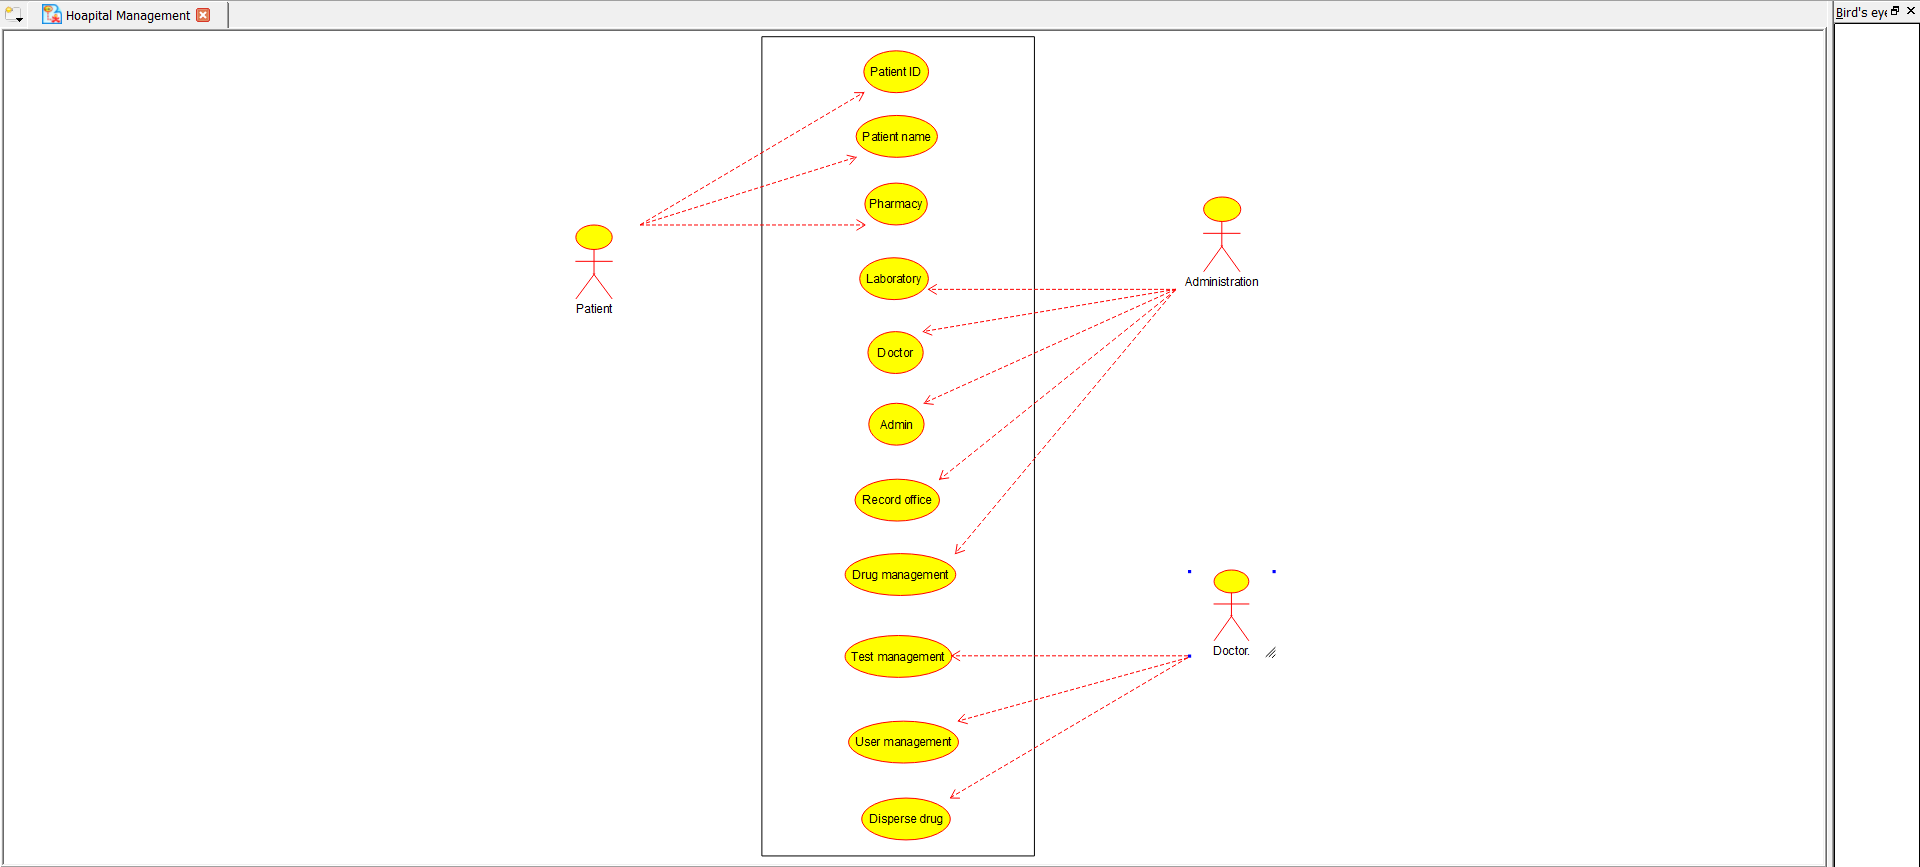 Hoapital Management
Bird's eye
Patient ID
Patient name
Pharmacy
Laboratory
Doctor
Admin
Record office
Drug management
Test management
User management
Disperse drug
Patient
Administration
Doctor.